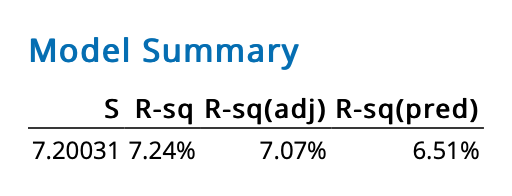 Model Summary
S R-sq R-sq(adj) R-sq(pred)
7.20031 7.24% 7.07% 6.51%